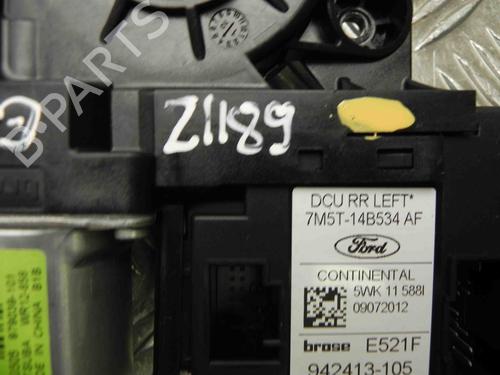 B-PARTS
Z1189
DCU RR LEFT*
7M5T-14B534 AF
Ford
CONTINENTAL
5WK 11 588I
09072012
brose E521F
942413-105